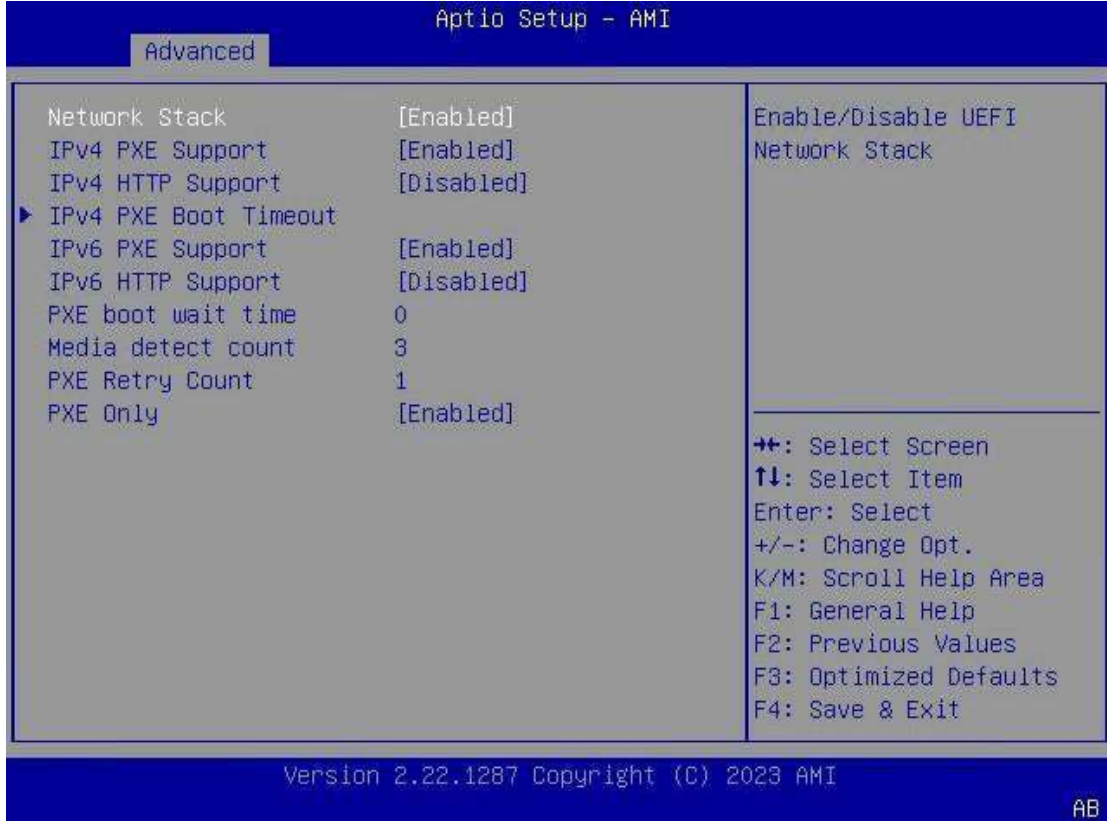 Aptio Setup – AMI
Advanced
Network Stack [Enabled]
IPv4 PXE Support [Enabled]
IPv4 HTTP Support [Disabled]
IPv4 PXE Boot Timeout
IPv6 PXE Support [Enabled]
IPv6 HTTP Support [Disabled]
PXE boot wait time 0
Media detect count 3
PXE Retry Count 1
PXE Only [Enabled]
Enable/Disable UEFI
Network Stack
→←: Select Screen
↑↓: Select Item
Enter: Select
+/-: Change Opt.
K/M: Scroll Help Area
F1: General Help
F2: Previous Values
F3: Optimized Defaults
F4: Save & Exit
Version 2.22.1287 Copyright (C) 2023 AMI
AB